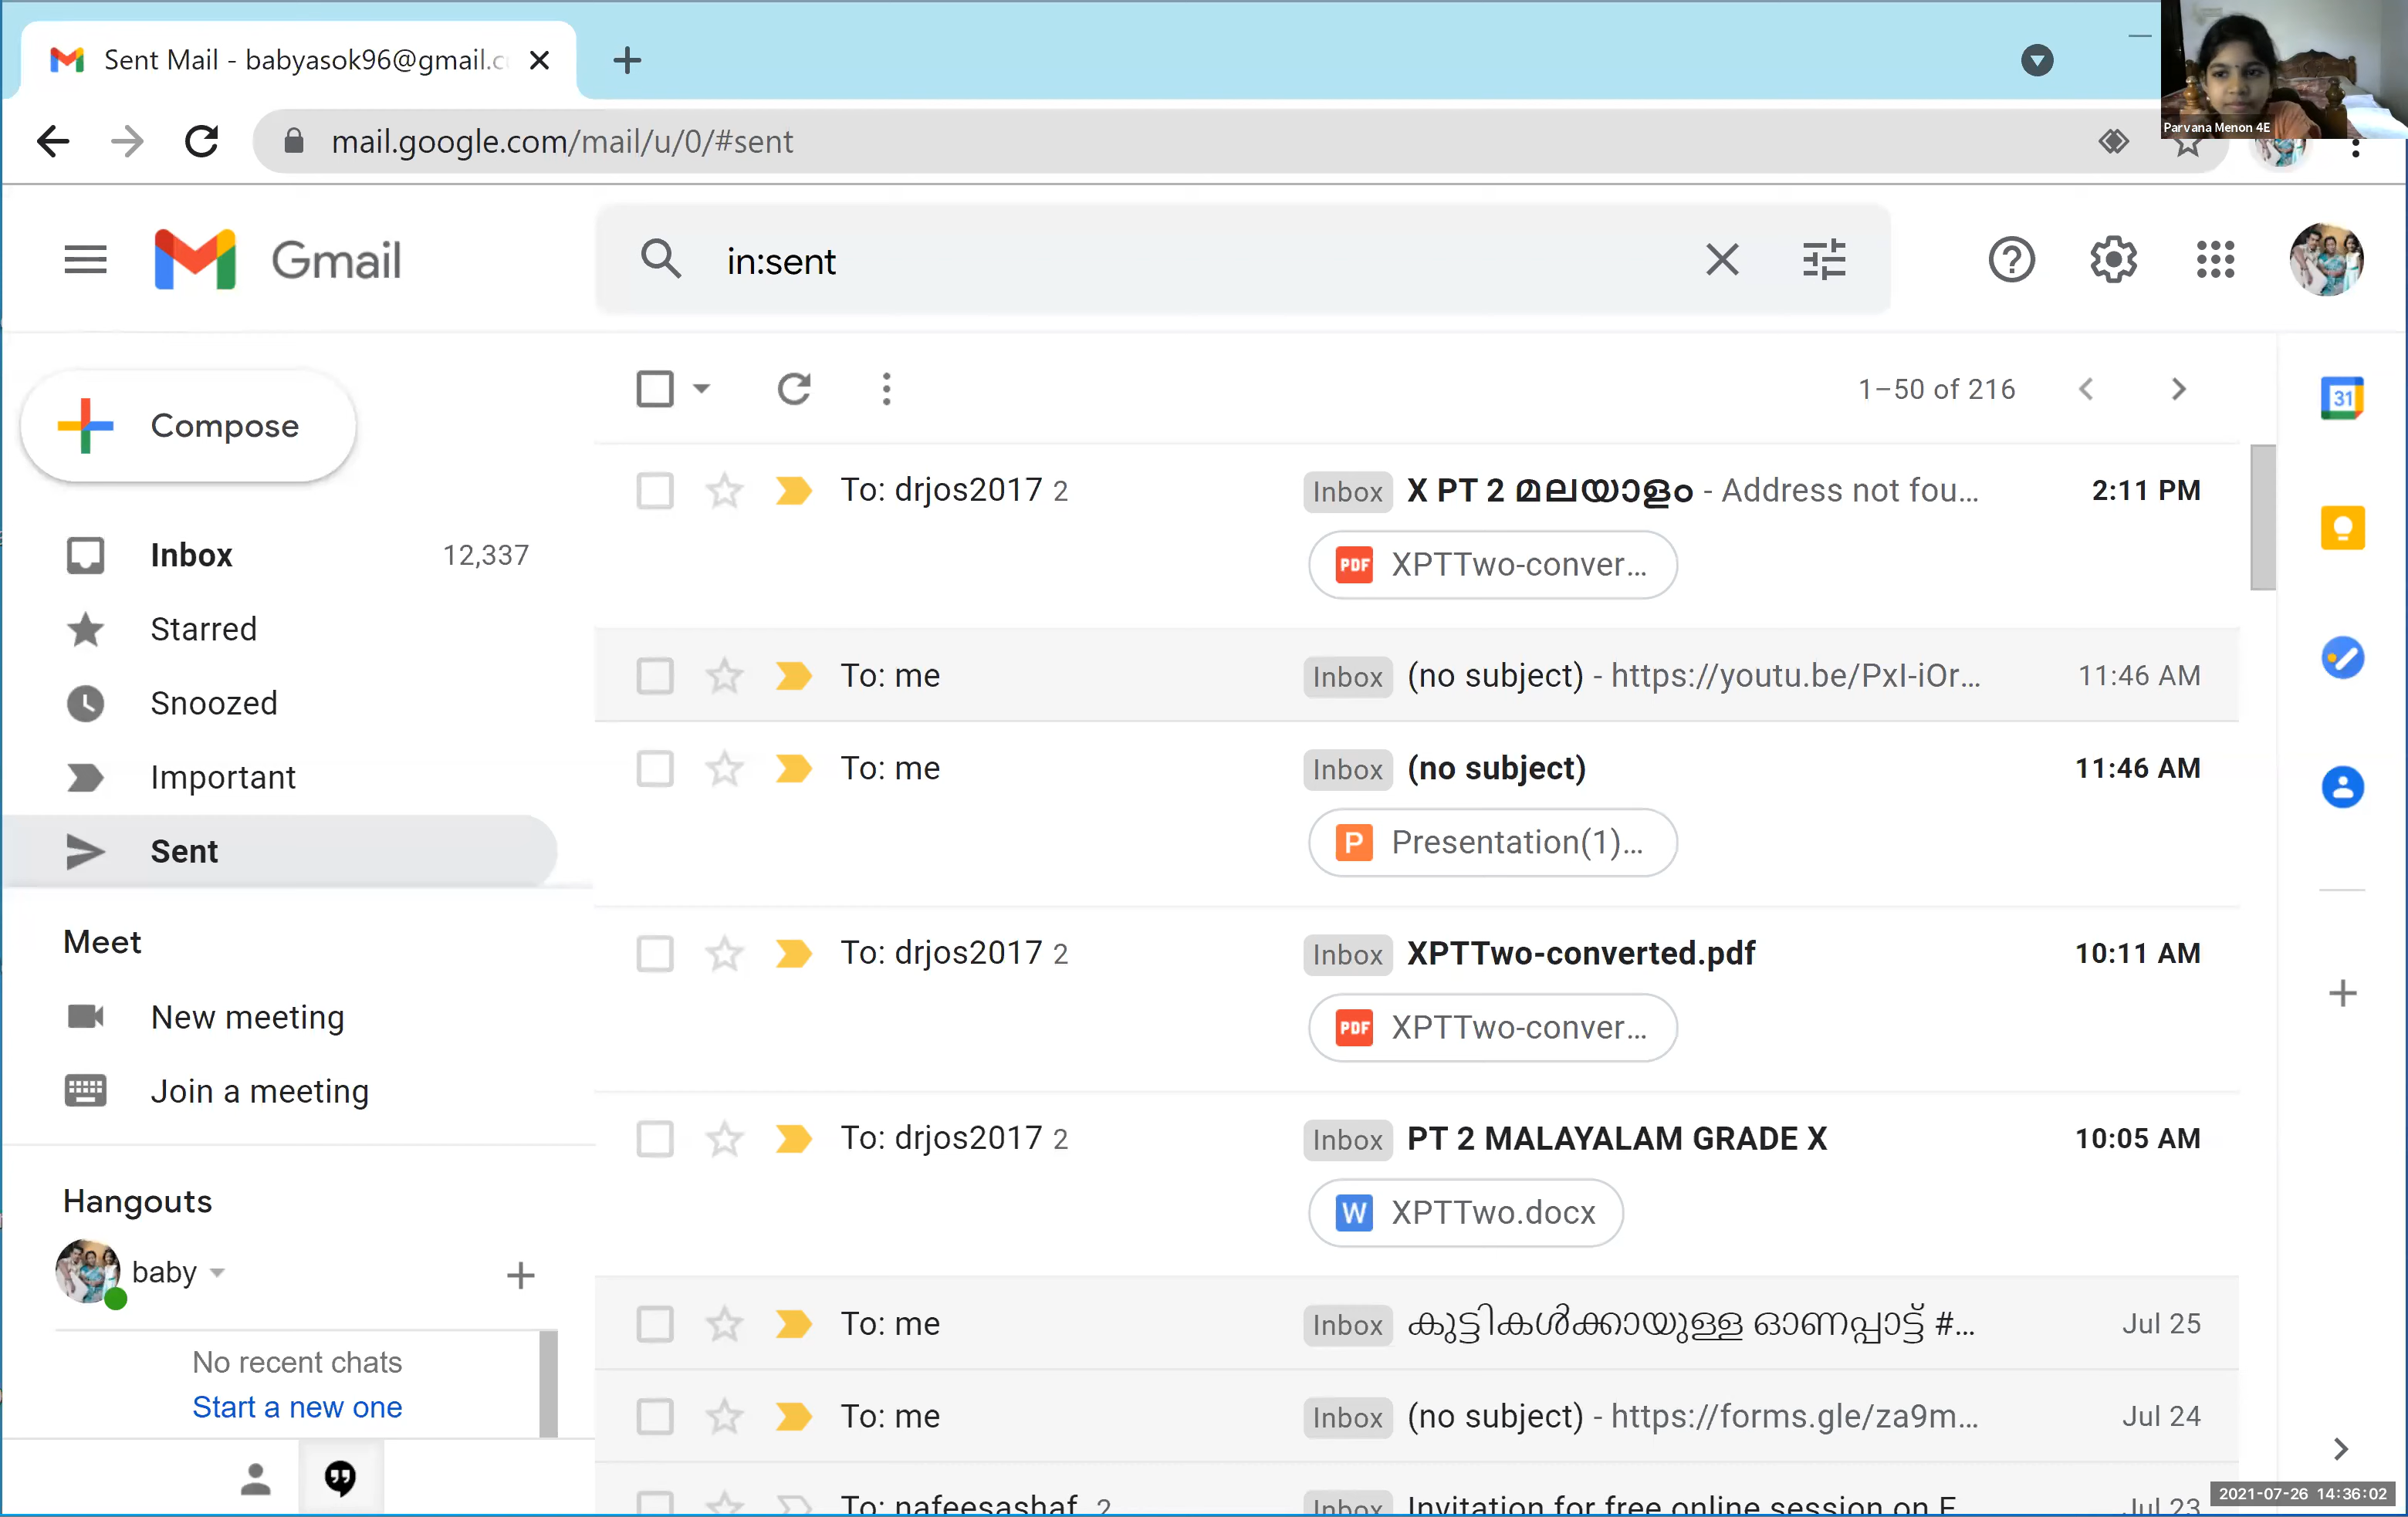 Sent Mail - babyasok96@gmail.c
Parvana Menon 4E
mail.google.com/mail/u/0/#sent
Gmail
in:sent
Compose
1–50 of 216
31
Inbox 12,337
Starred
Snoozed
Important
Sent
Meet
New meeting
Join a meeting
Hangouts
baby
No recent chats
Start a new one
To: drjos2017 2 Inbox X PT 2 മലയാളം - Address not fou... 2:11 PM
PDF XPTTwo-conver...
To: me Inbox (no subject) - https://youtu.be/PxI-iOr... 11:46 AM
To: me Inbox (no subject) 11:46 AM
P Presentation(1)...
To: drjos2017 2 Inbox XPTTwo-converted.pdf 10:11 AM
PDF XPTTwo-conver...
To: drjos2017 2 Inbox PT 2 MALAYALAM GRADE X 10:05 AM
W XPTTwo.docx
To: me Inbox കുട്ടികൾക്കായുള്ള ഓണപ്പാട്ട് #... Jul 25
To: me Inbox (no subject) - https://forms.gle/za9m... Jul 24
To: nafeesashaf 2 Inbox Invitation for free online session on Jul 23
2021-07-26 14:36:02